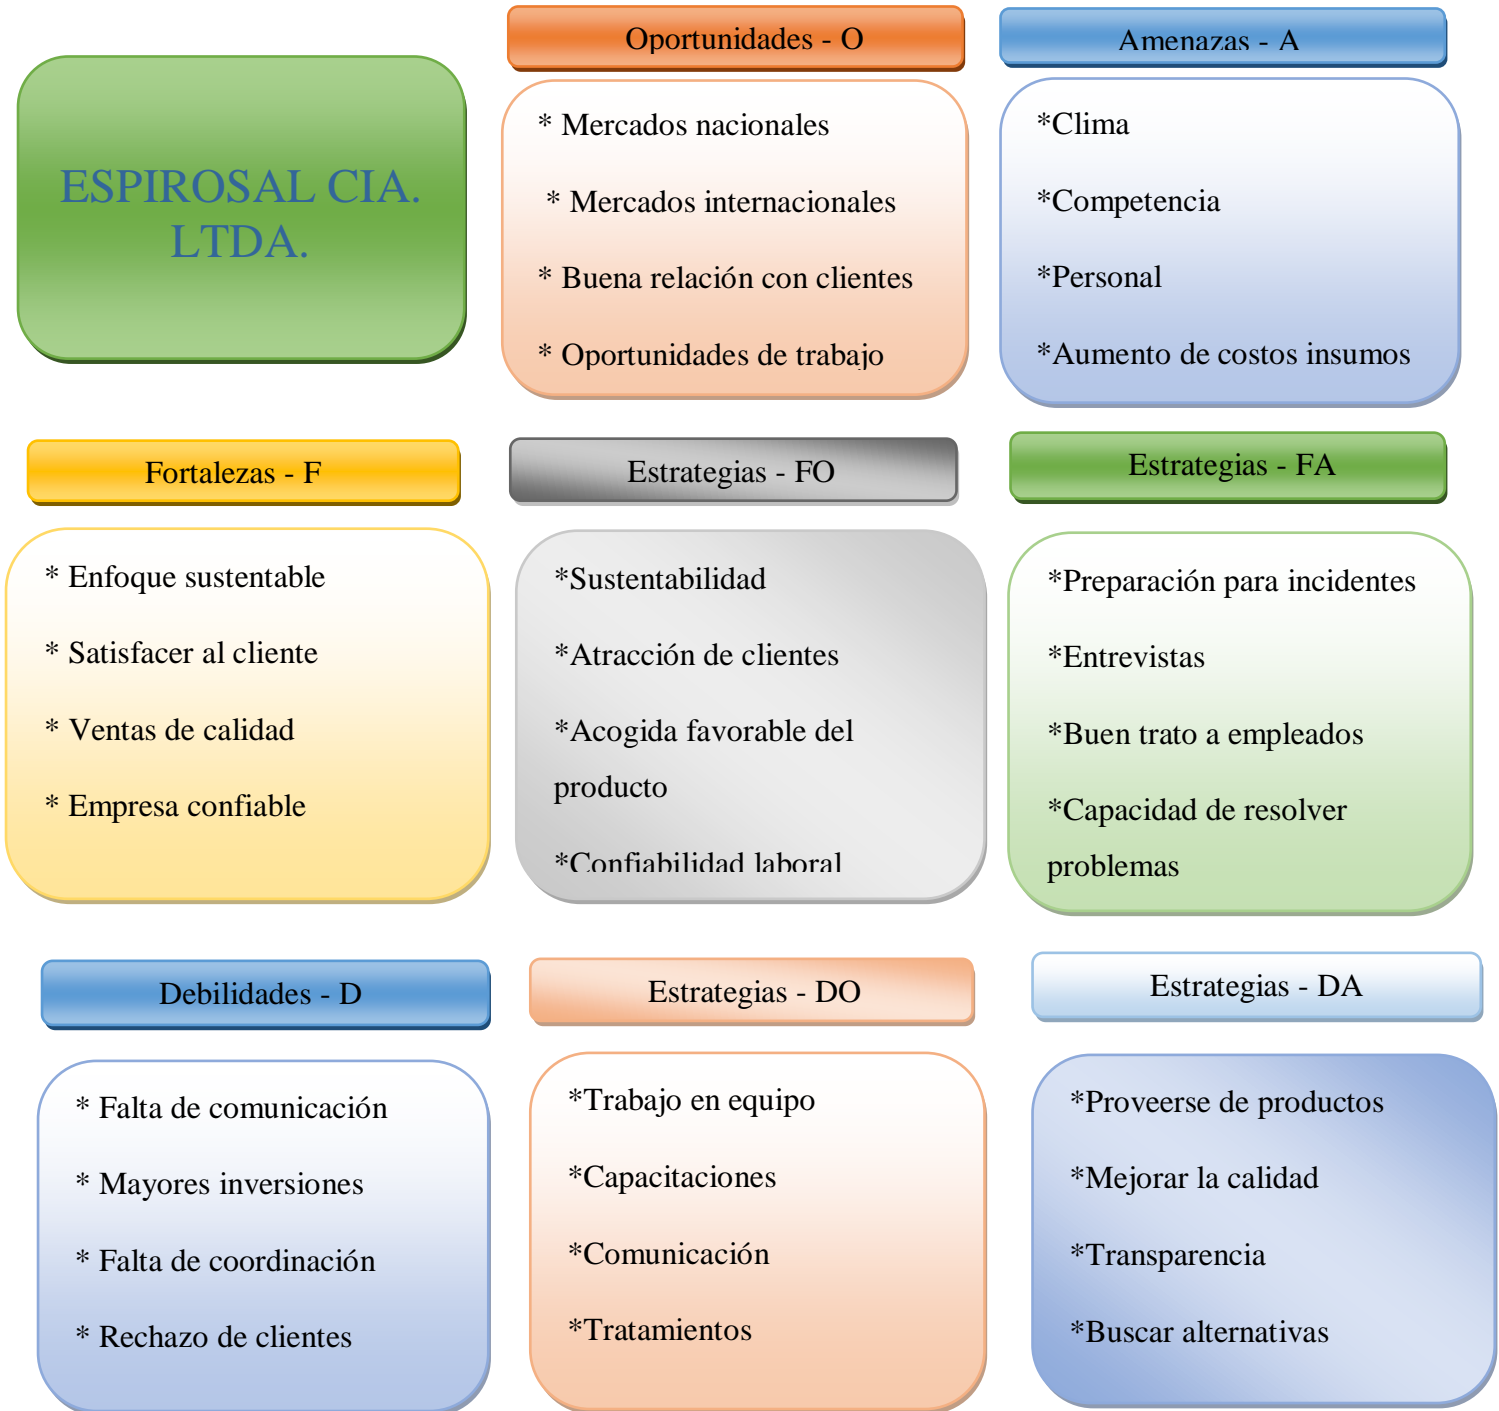 ESPIROSAL CIA.
LTDA.
Oportunidades - O
* Mercados nacionales
* Mercados internacionales
* Buena relación con clientes
* Oportunidades de trabajo
Amenazas - A
*Clima
*Competencia
*Personal
*Aumento de costos insumos
Fortalezas - F
* Enfoque sustentable
* Satisfacer al cliente
* Ventas de calidad
* Empresa confiable
Estrategias - FO
*Sustentabilidad
*Atracción de clientes
*Acogida favorable del
producto
*Confiabilidad laboral
Estrategias - FA
*Preparación para incidentes
*Entrevistas
*Buen trato a empleados
*Capacidad de resolver
problemas
Debilidades - D
* Falta de comunicación
* Mayores inversiones
* Falta de coordinación
* Rechazo de clientes
Estrategias - DO
*Trabajo en equipo
*Capacitaciones
*Comunicación
*Tratamientos
Estrategias - DA
*Proveerse de productos
*Mejorar la calidad
*Transparencia
*Buscar alternativas